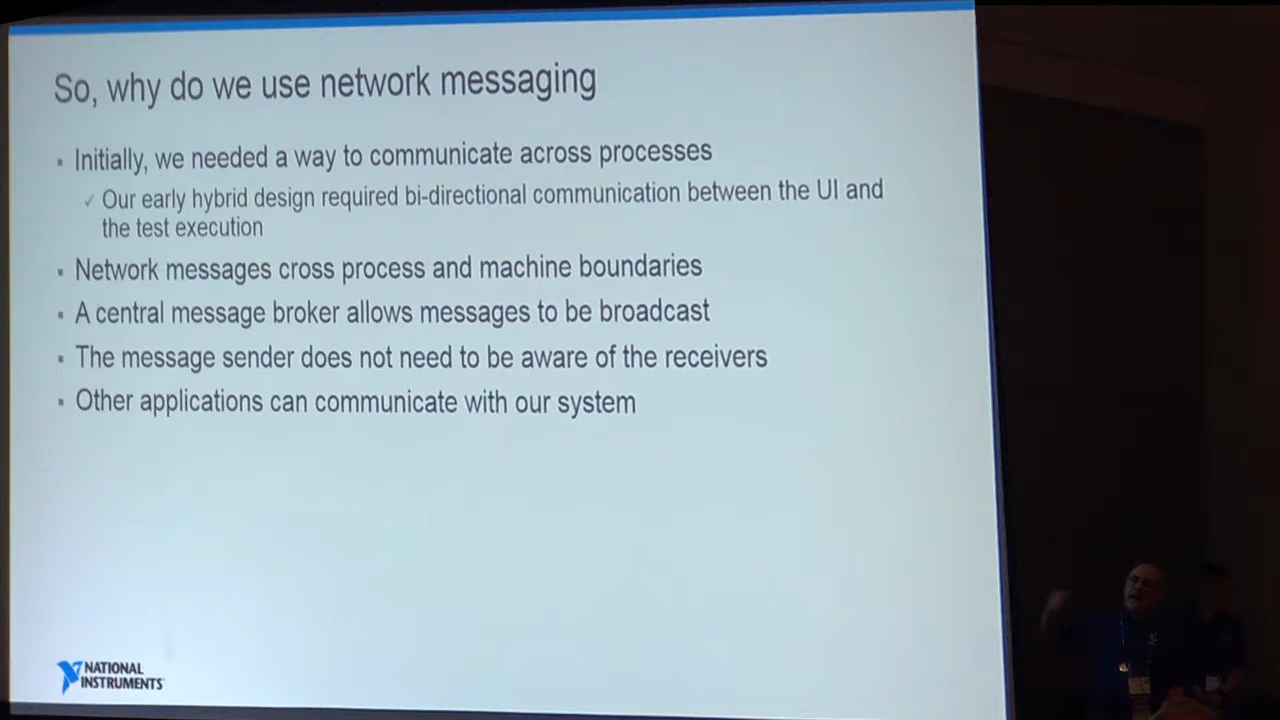 So, why do we use network messaging
Initially, we needed a way to communicate across processes
Our early hybrid design required bi-directional communication between the UI and
the test execution
Network messages cross process and machine boundaries
A central message broker allows messages to be broadcast
The message sender does not need to be aware of the receivers
Other applications can communicate with our system
NATIONAL
INSTRUMENTS